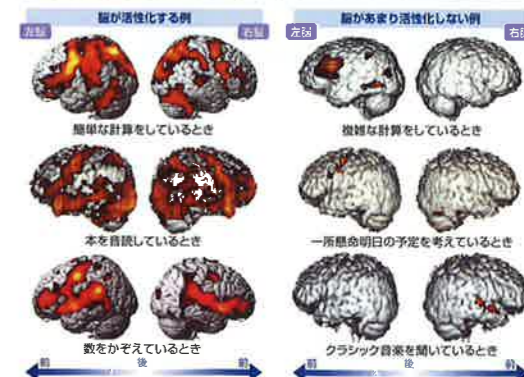 脳が活性化する例
左脳
右脳
簡単な計算をしているとき
本を音読しているとき
数をかぞえているとき
前
後
前
脳があまり活性化しない例
左脳
右脳
複雑な計算をしているとき
一所懸命明日の予定を考えているとき
クラシック音楽を聞いているとき
前
後
前